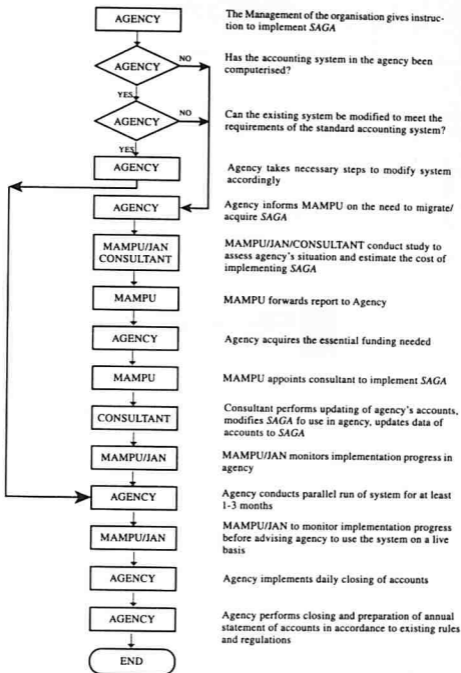 AGENCY
The Management of the organisation gives instruc-
tion to implement SAGA
AGENCY
NO
Has the accounting system in the agency been
computerised?
YES
AGENCY
NO
Can the existing system be modified to meet the
requirements of the standard accounting system?
YES
AGENCY
Agency takes necessary steps to modify system
accordingly
AGENCY
Agency informs MAMPU on the need to migrate/
acquire SAGA
MAMPU/JAN
CONSULTANT
MAMPU/JAN/CONSULTANT conduct study to
assess agency's situation and estimate the cost of
implementing SAGA
MAMPU
MAMPU forwards report to Agency
AGENCY
Agency acquires the essential funding needed
MAMPU
MAMPU appoints consultant to implement SAGA
CONSULTANT
Consultant performs updating of agency's accounts,
modifies SAGA fo use in agency, updates data of
accounts to SAGA
MAMPU/JAN
MAMPU/JAN monitors implementation progress in
agency
AGENCY
Agency conducts parallel run of system for at least
1-3 months
MAMPU/JAN
MAMPU/JAN to monitor implementation progress
before advising agency to use the system on a live
basis
AGENCY
Agency implements daily closing of accounts
AGENCY
Agency performs closing and preparation of annual
statement of accounts in accordance to existing rules
and regulations
END